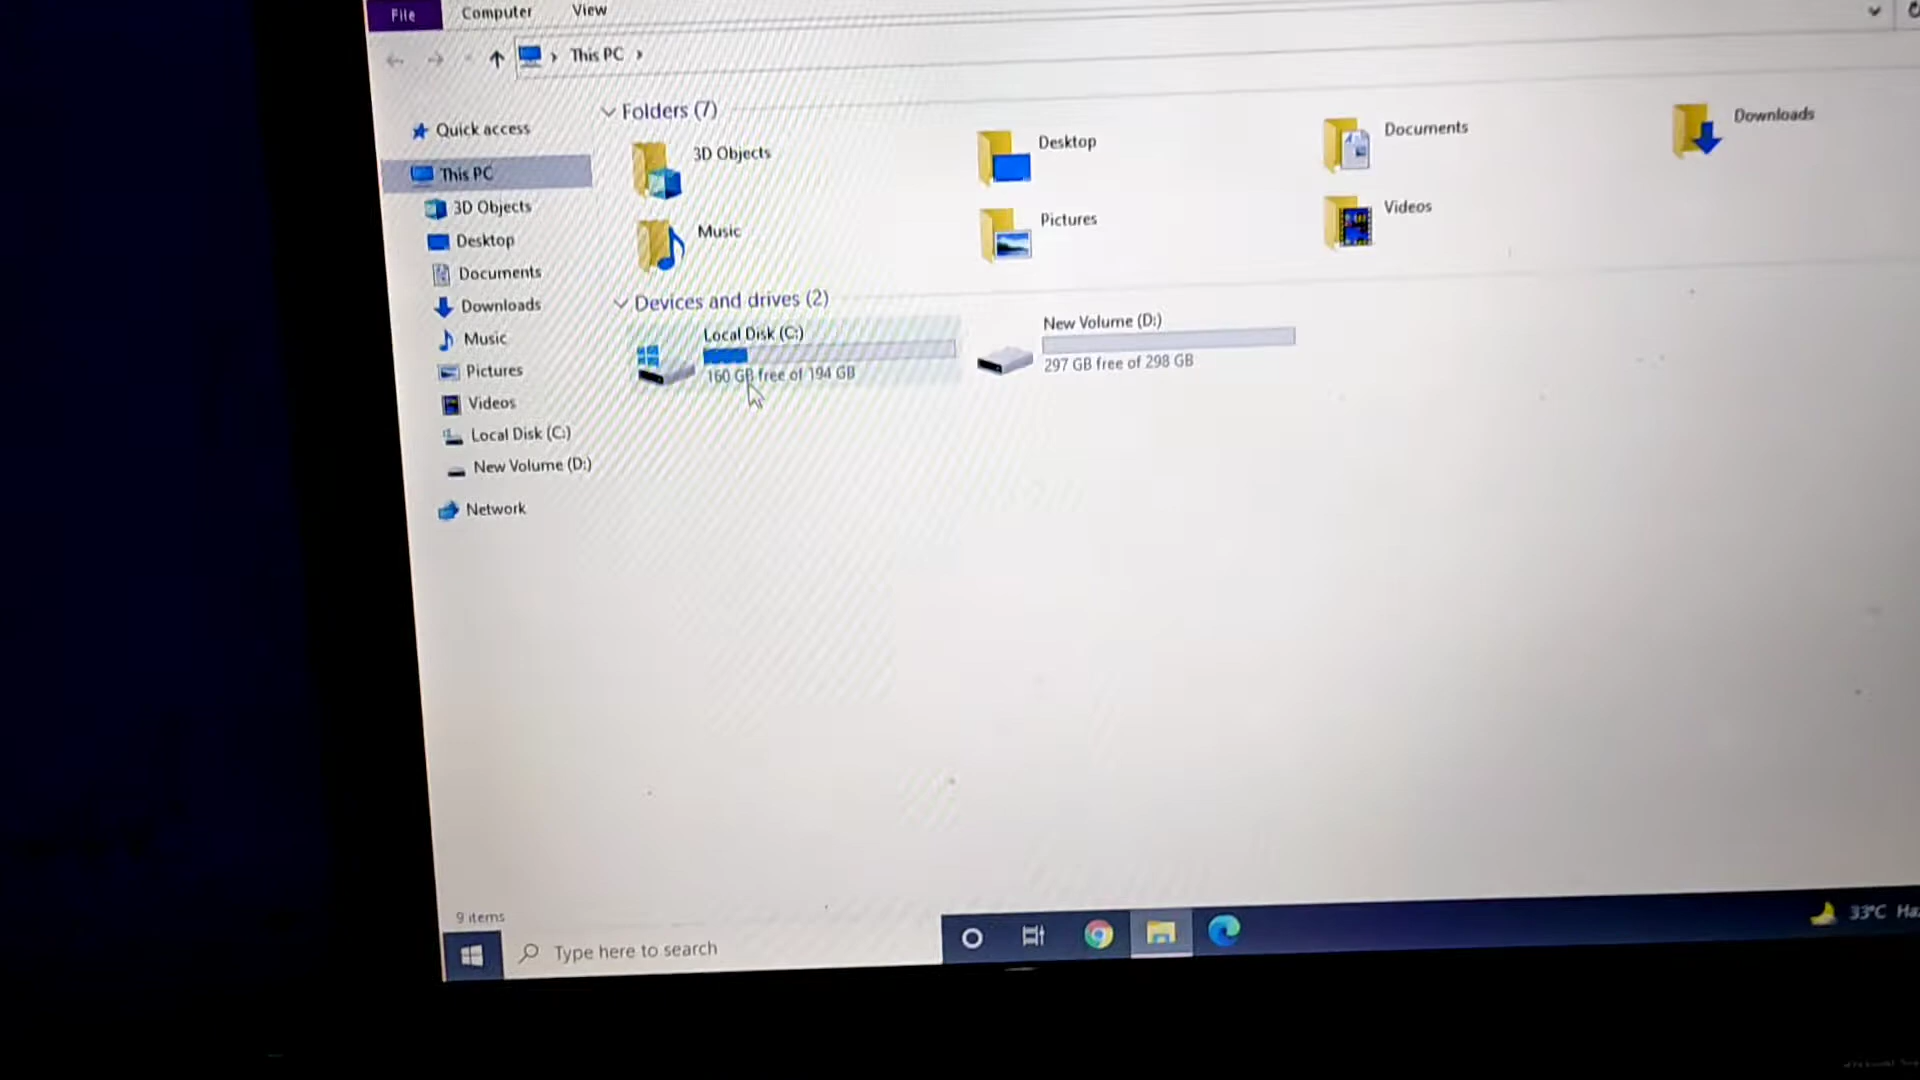 File Computer View
This PC
Quick access
This PC
3D Objects
Desktop
Documents
Downloads
Music
Pictures
Videos
Local Disk (C:)
New Volume (D:)
Network
Folders (7)
3D Objects
Desktop
Documents
Downloads
Music
Pictures
Videos
Devices and drives (2)
Local Disk (C:)
160 GB free of 194 GB
New Volume (D:)
297 GB free of 298 GB
9 items
Type here to search
33°C